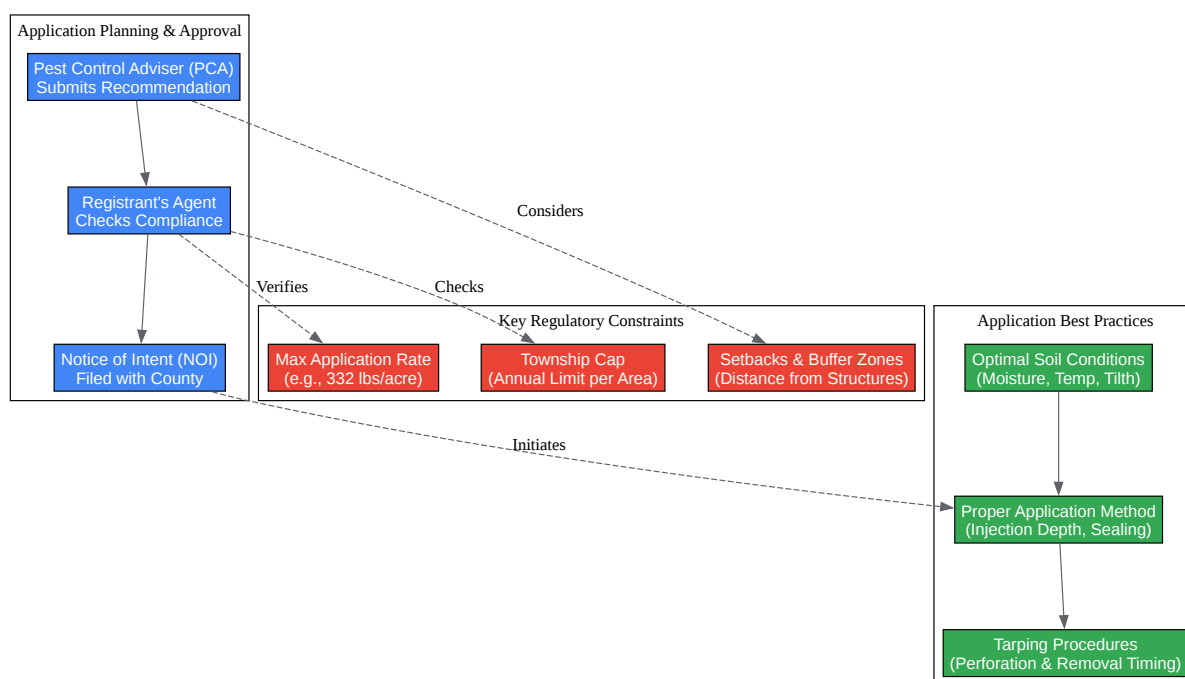 Application Planning & Approval
Pest Control Adviser (PCA)
Submits Recommendation
Registrant's Agent
Checks Compliance
Considers
Verifies
Checks
Key Regulatory Constraints
Application Best Practices
Notice of Intent (NOI)
Filed with County
Max Application Rate
(e.g., 332 lbs/acre)
Township Cap
(Annual Limit per Area)
Setbacks & Buffer Zones
(Distance from Structures)
Optimal Soil Conditions
(Moisture, Temp, Tilth)
Initiates
Proper Application Method
(Injection Depth, Sealing)
Tarping Procedures
(Perforation & Removal Timing)